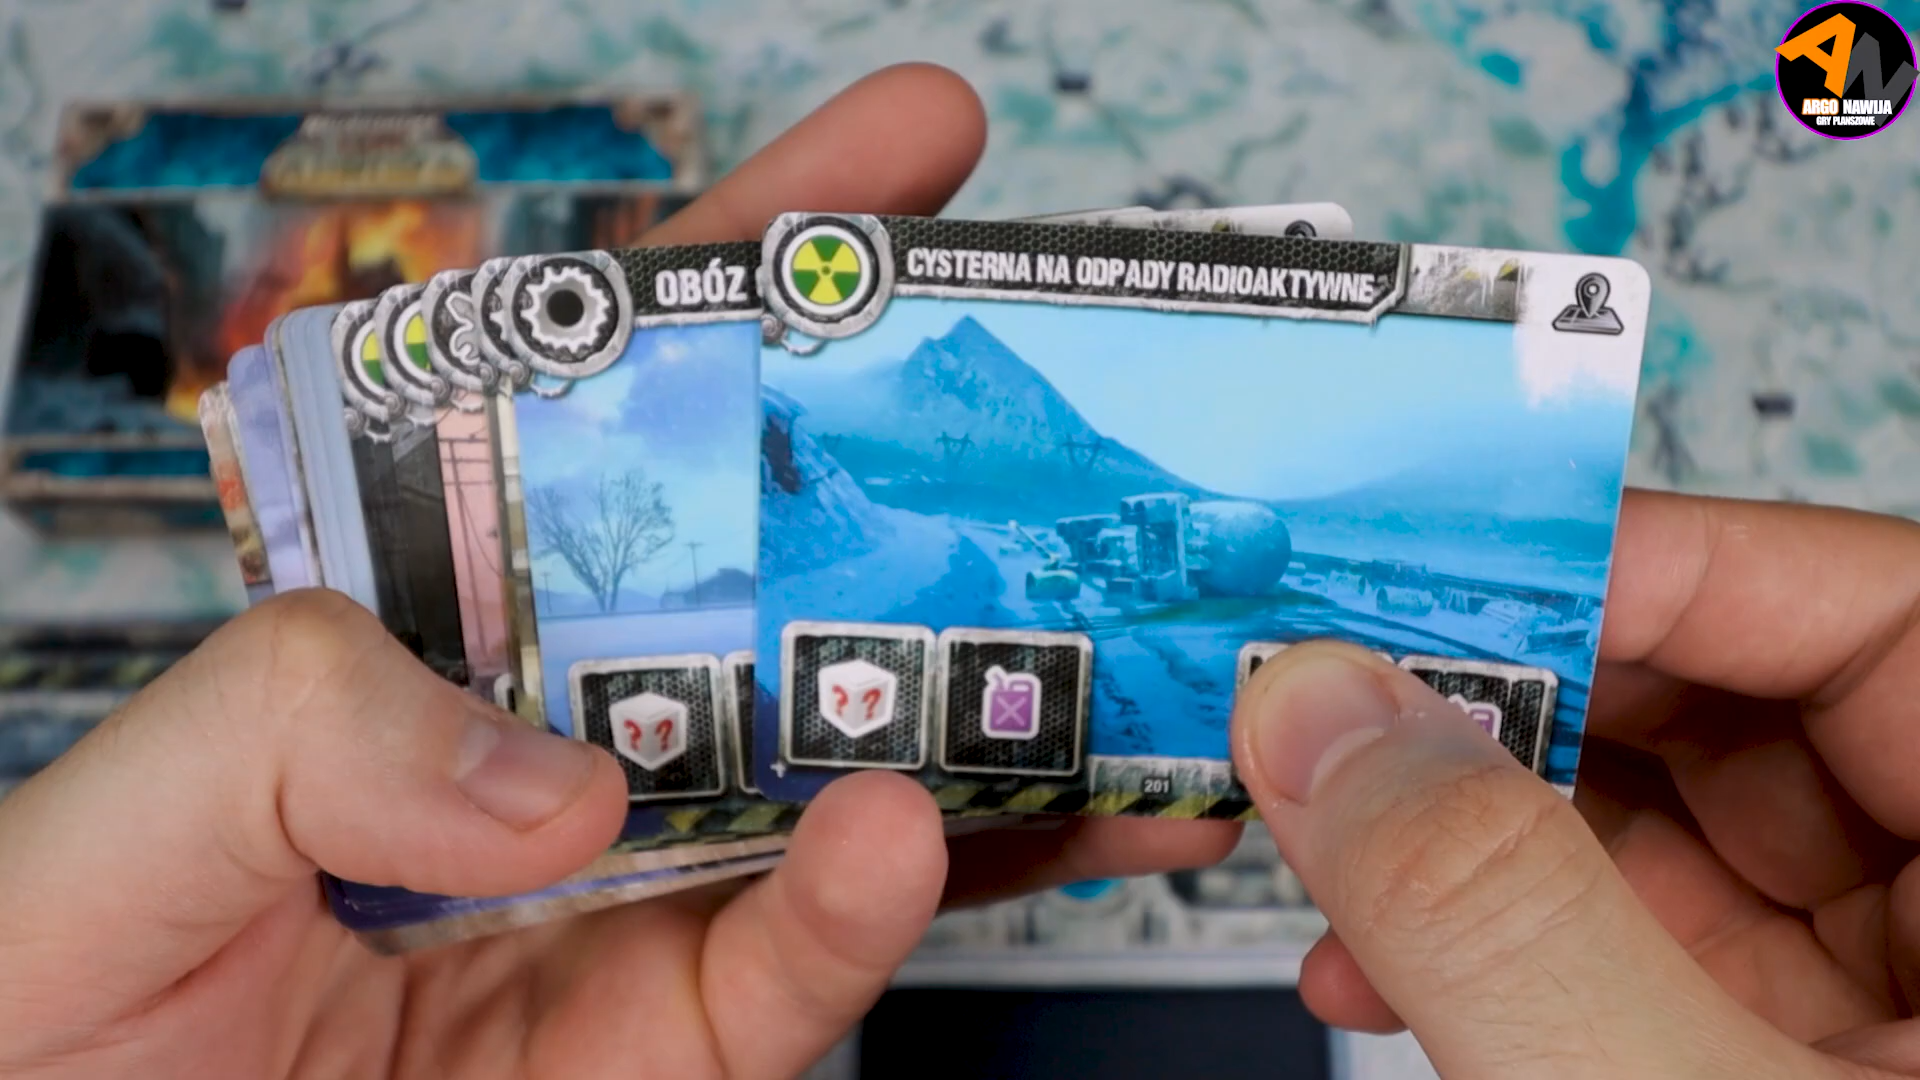 ARGO NAWIJA
GRY PLANSZOWE
OBÓZ
CYSTERNA NA ODPADY RADIOAKTYWNE
? ?
? ?
201